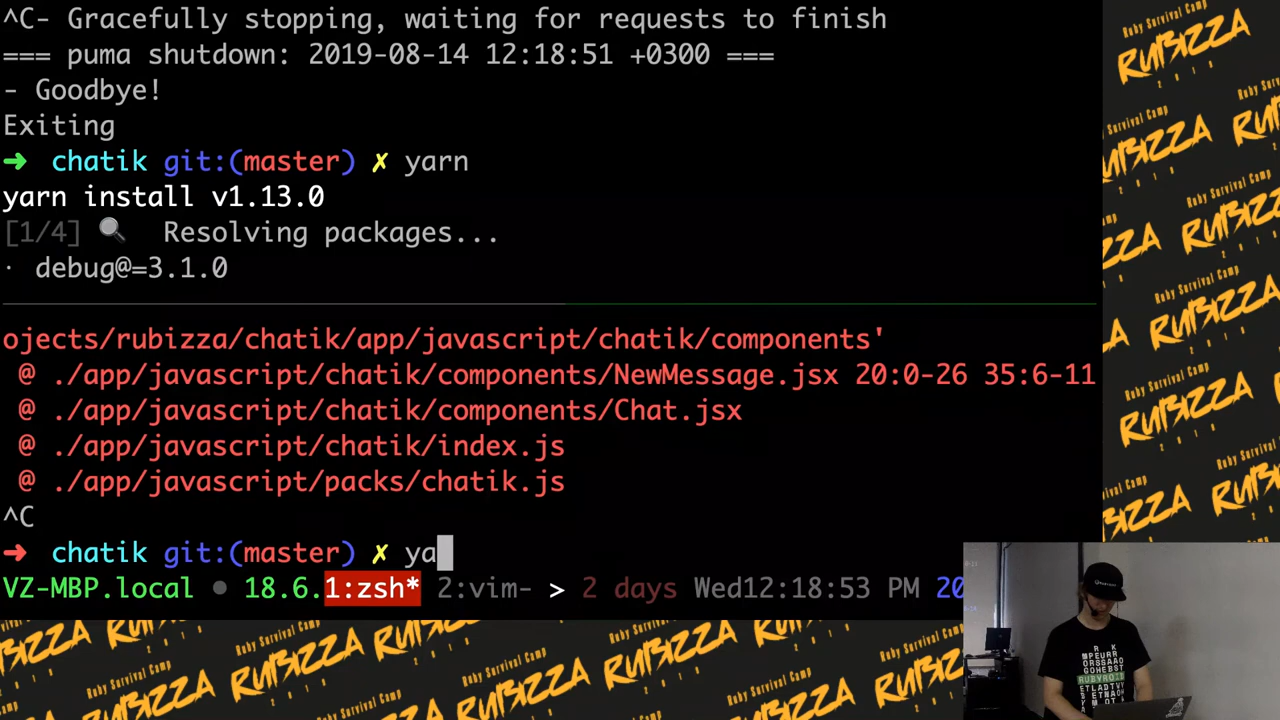 ^C- Gracefully stopping, waiting for requests to finish
=== puma shutdown: 2019-08-14 12:18:51 +0300 ===
- Goodbye!
Exiting
➜ chatik git:(master) ✗ yarn
yarn install v1.13.0
[1/4] 🔍 Resolving packages...
· debug@=3.1.0
ojects/rubizza/chatik/app/javascript/chatik/components'
@ ./app/javascript/chatik/components/NewMessage.jsx 20:0-26 35:6-11
@ ./app/javascript/chatik/components/Chat.jsx
@ ./app/javascript/chatik/index.js
@ ./app/javascript/packs/chatik.js
^C
➜ chatik git:(master) ✗ ya
VZ-MBP.local ● 18.6. 1:zsh* 2:vim- > 2 days Wed12:18:53 PM 20
Ruby Survival Camp
RUBIZZA
2019